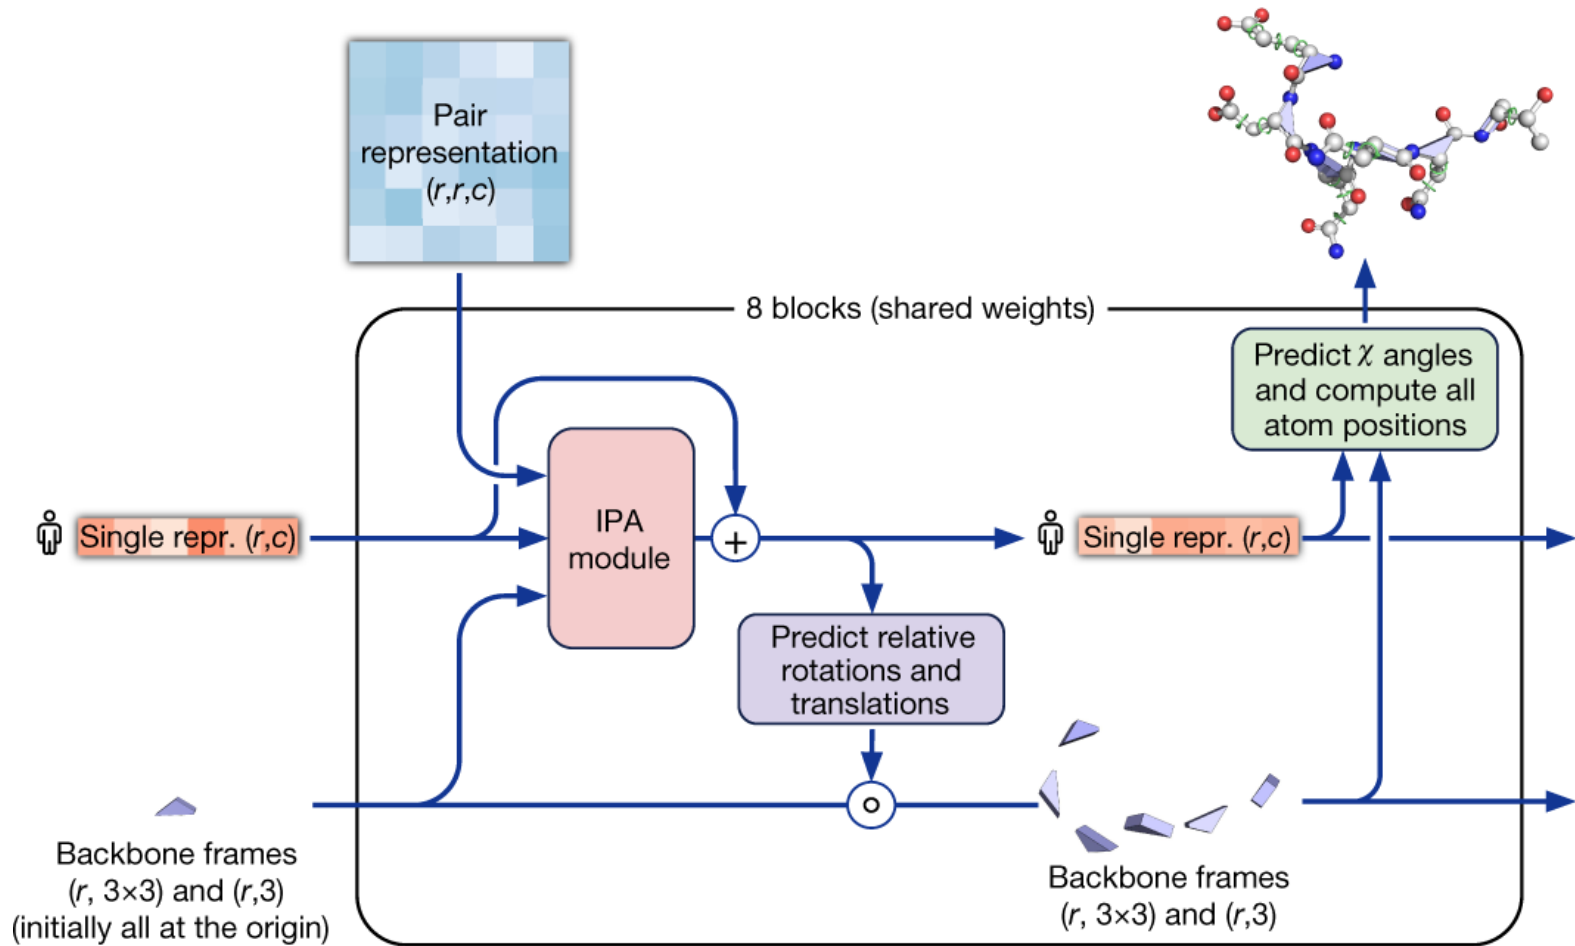 Pair
representation
(r,r,c)
8 blocks (shared weights)
Predict χ angles
and compute all
atom positions
IPA
module
+
Single repr. (r,c)
Single repr. (r,c)
Predict relative
rotations and
translations
Backbone frames
(r, 3×3) and (r,3)
(initially all at the origin)
Backbone frames
(r, 3×3) and (r,3)